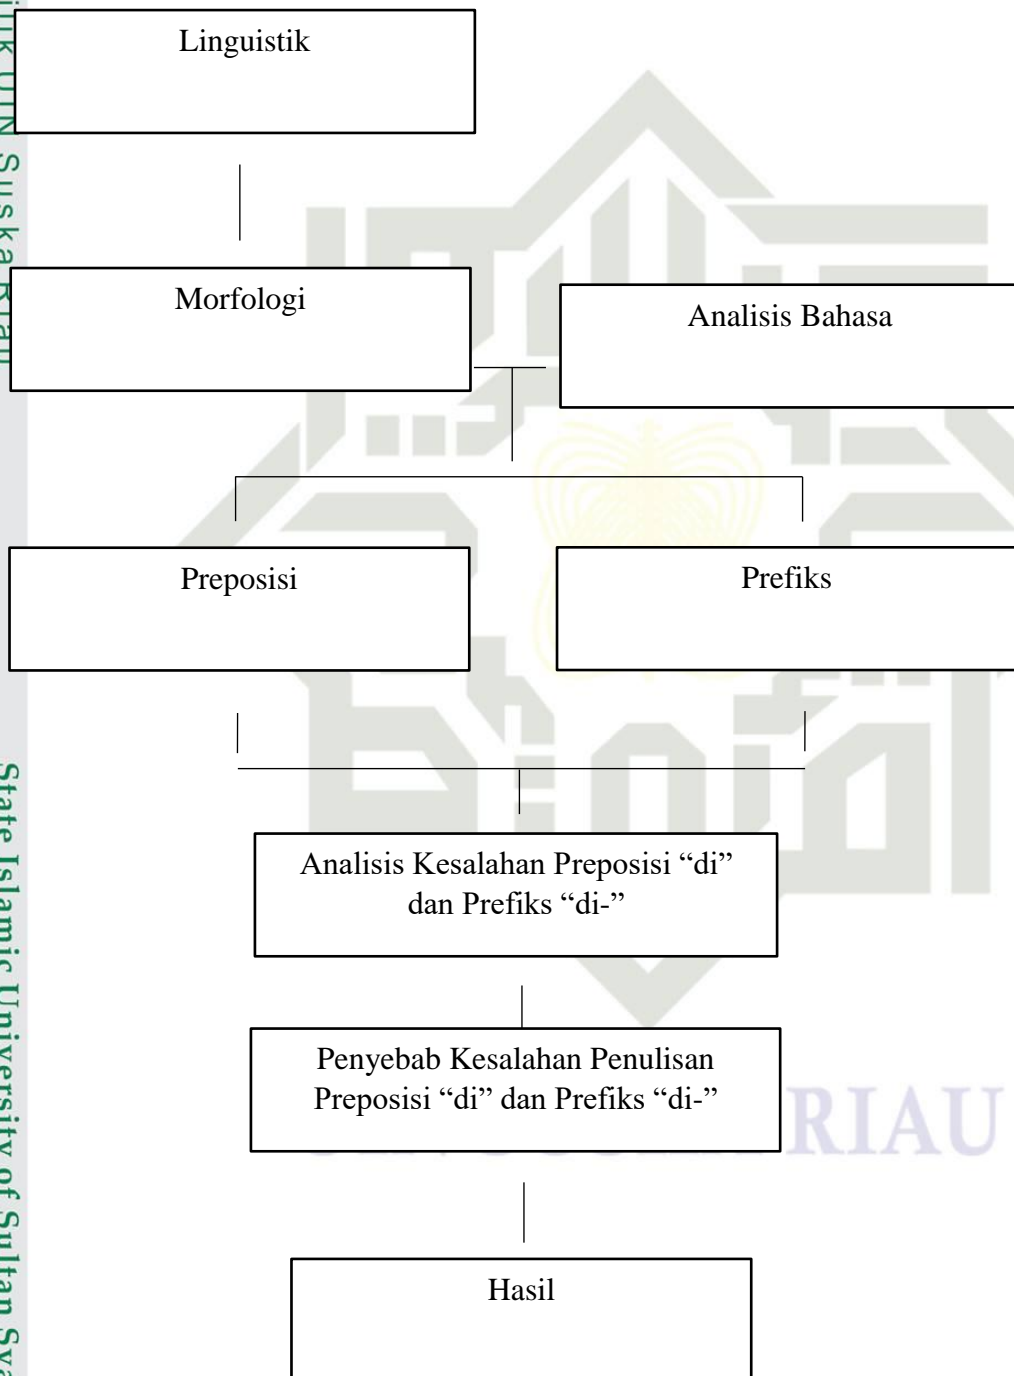 Linguistik
Morfologi
Analisis Bahasa
Preposisi
Prefiks
Analisis Kesalahan Preposisi “di”
dan Prefiks “di-”
Penyebab Kesalahan Penulisan
Preposisi “di” dan Prefiks “di-”
Hasil
UIN Suska Riau
State Islamic University of Sultan
RIAU